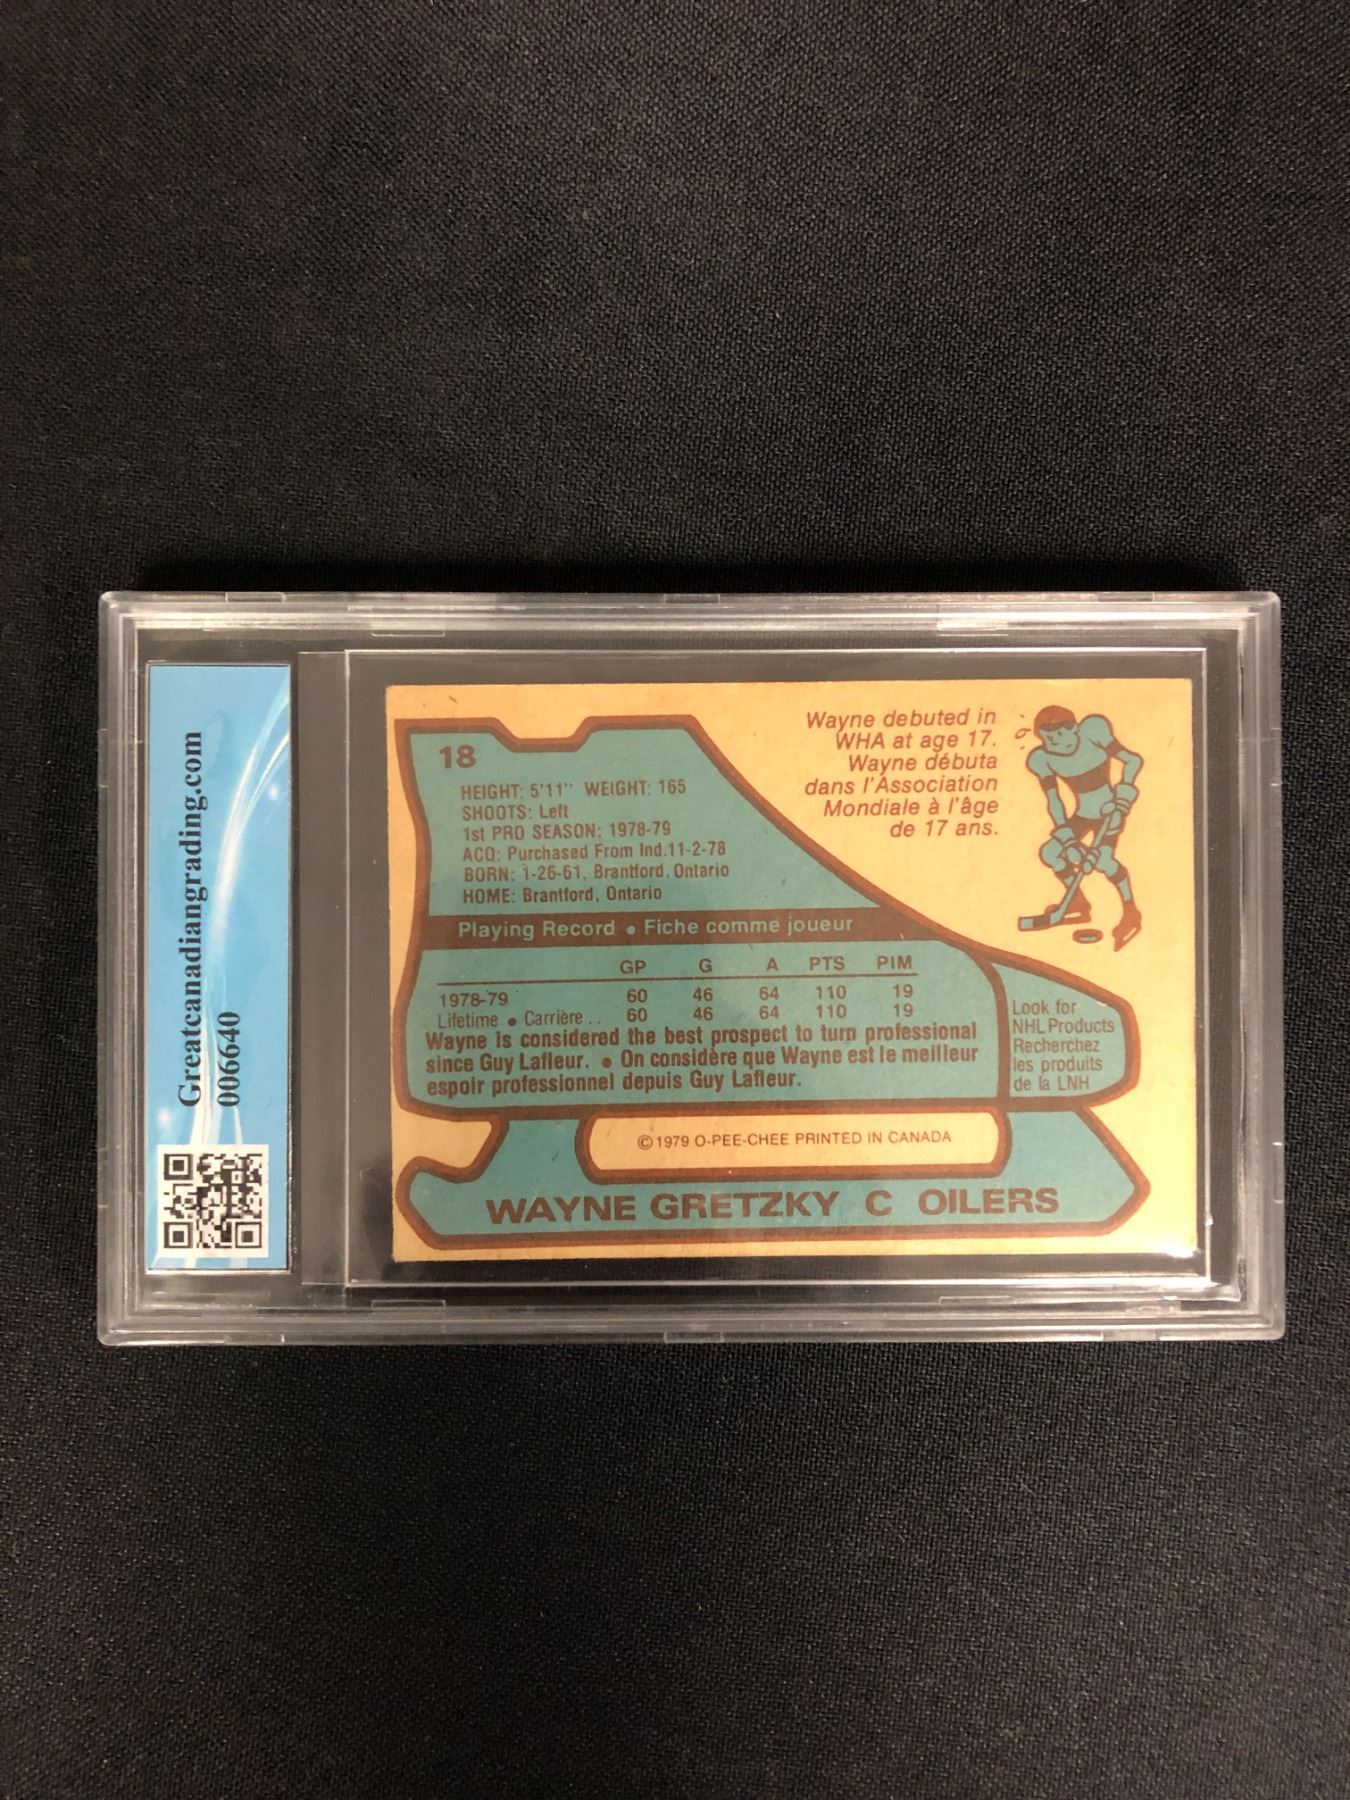 Greatcanadiangrading.com
006640
18
HEIGHT: 5'11" WEIGHT: 165
SHOOTS: Left
1st PRO SEASON: 1978-79
ACQ: Purchased From Ind.11-2-78
BORN: 1-26-61, Brantford, Ontario
HOME: Brantford, Ontario
Wayne debuted in
WHA at age 17.
Wayne débuta
dans l'Association
Mondiale à l'âge
de 17 ans.
Playing Record • Fiche comme joueur
GP G A PTS PIM
1978-79 60 46 64 110 19
Lifetime • Carrière .. 60 46 64 110 19
Wayne is considered the best prospect to turn professional
since Guy Lafleur. • On considère que Wayne est le meilleur
espoir professionnel depuis Guy Lafleur.
Look for
NHL Products
Recherchez
les produits
de la LNH
© 1979 O-PEE-CHEE PRINTED IN CANADA
WAYNE GRETZKY C OILERS